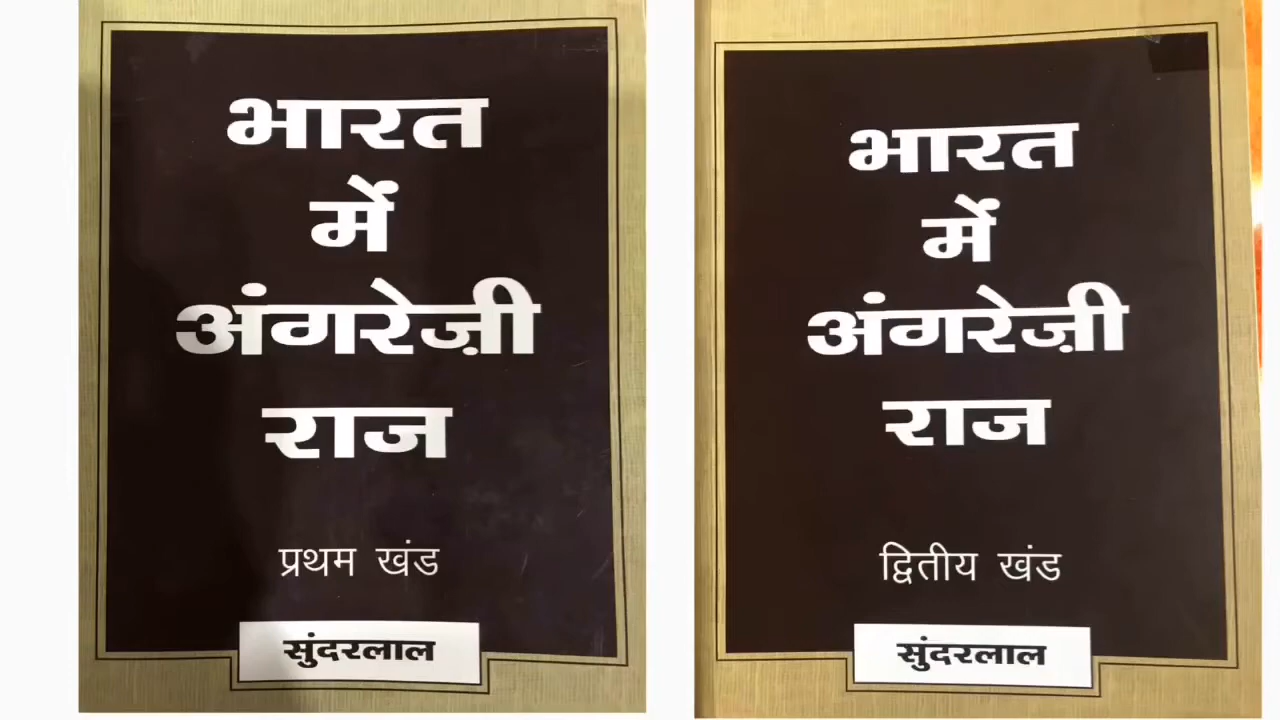 भारत
में
अंगरेज़ी
राज
प्रथम खंड
सुंदरलाल
भारत
में
अंगरेज़ी
राज
द्वितीय खंड
सुंदरलाल